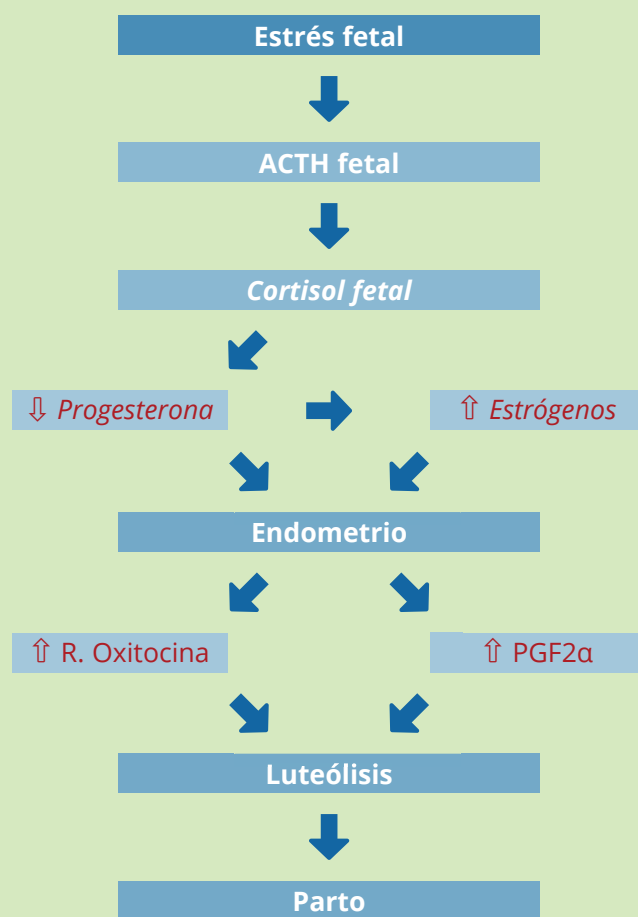 Estrés fetal
ACTH fetal
Cortisol fetal
⇩ Progesterona
⇧ Estrógenos
Endometrio
⇧ R. Oxitocina
⇧ PGF2α
Luteólisis
Parto